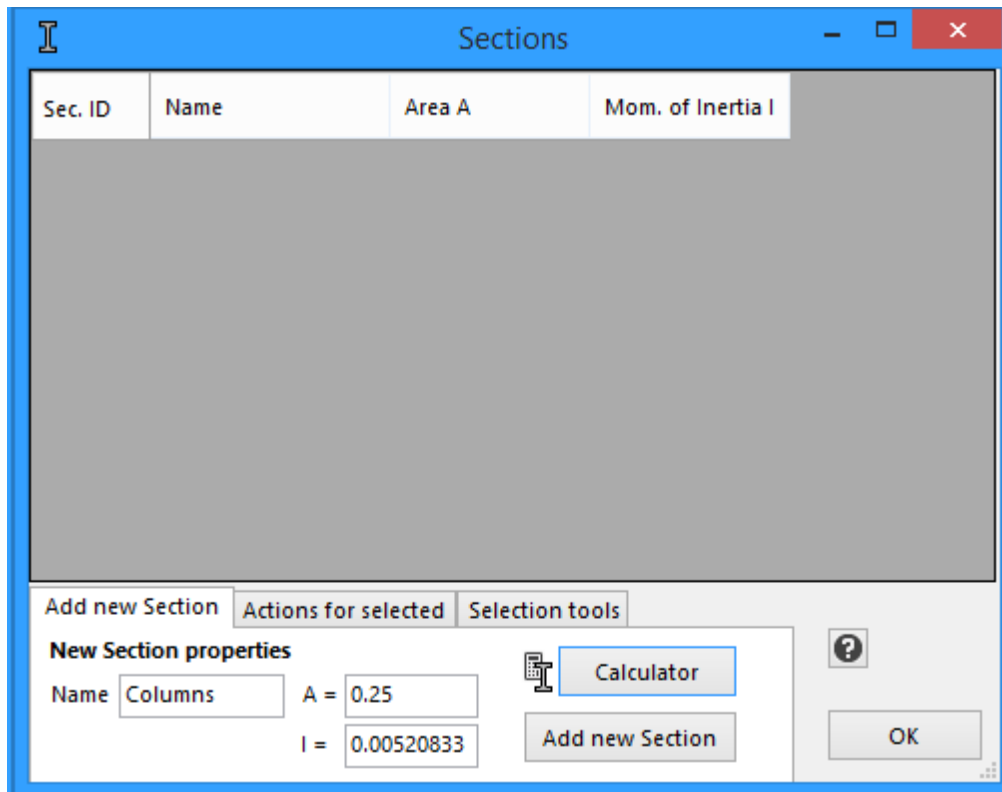 Sections
Sec. ID Name Area A Mom. of Inertia I
Add new Section Actions for selected Selection tools
New Section properties
Name Columns A = 0.25 Calculator
I = 0.00520833 Add new Section OK